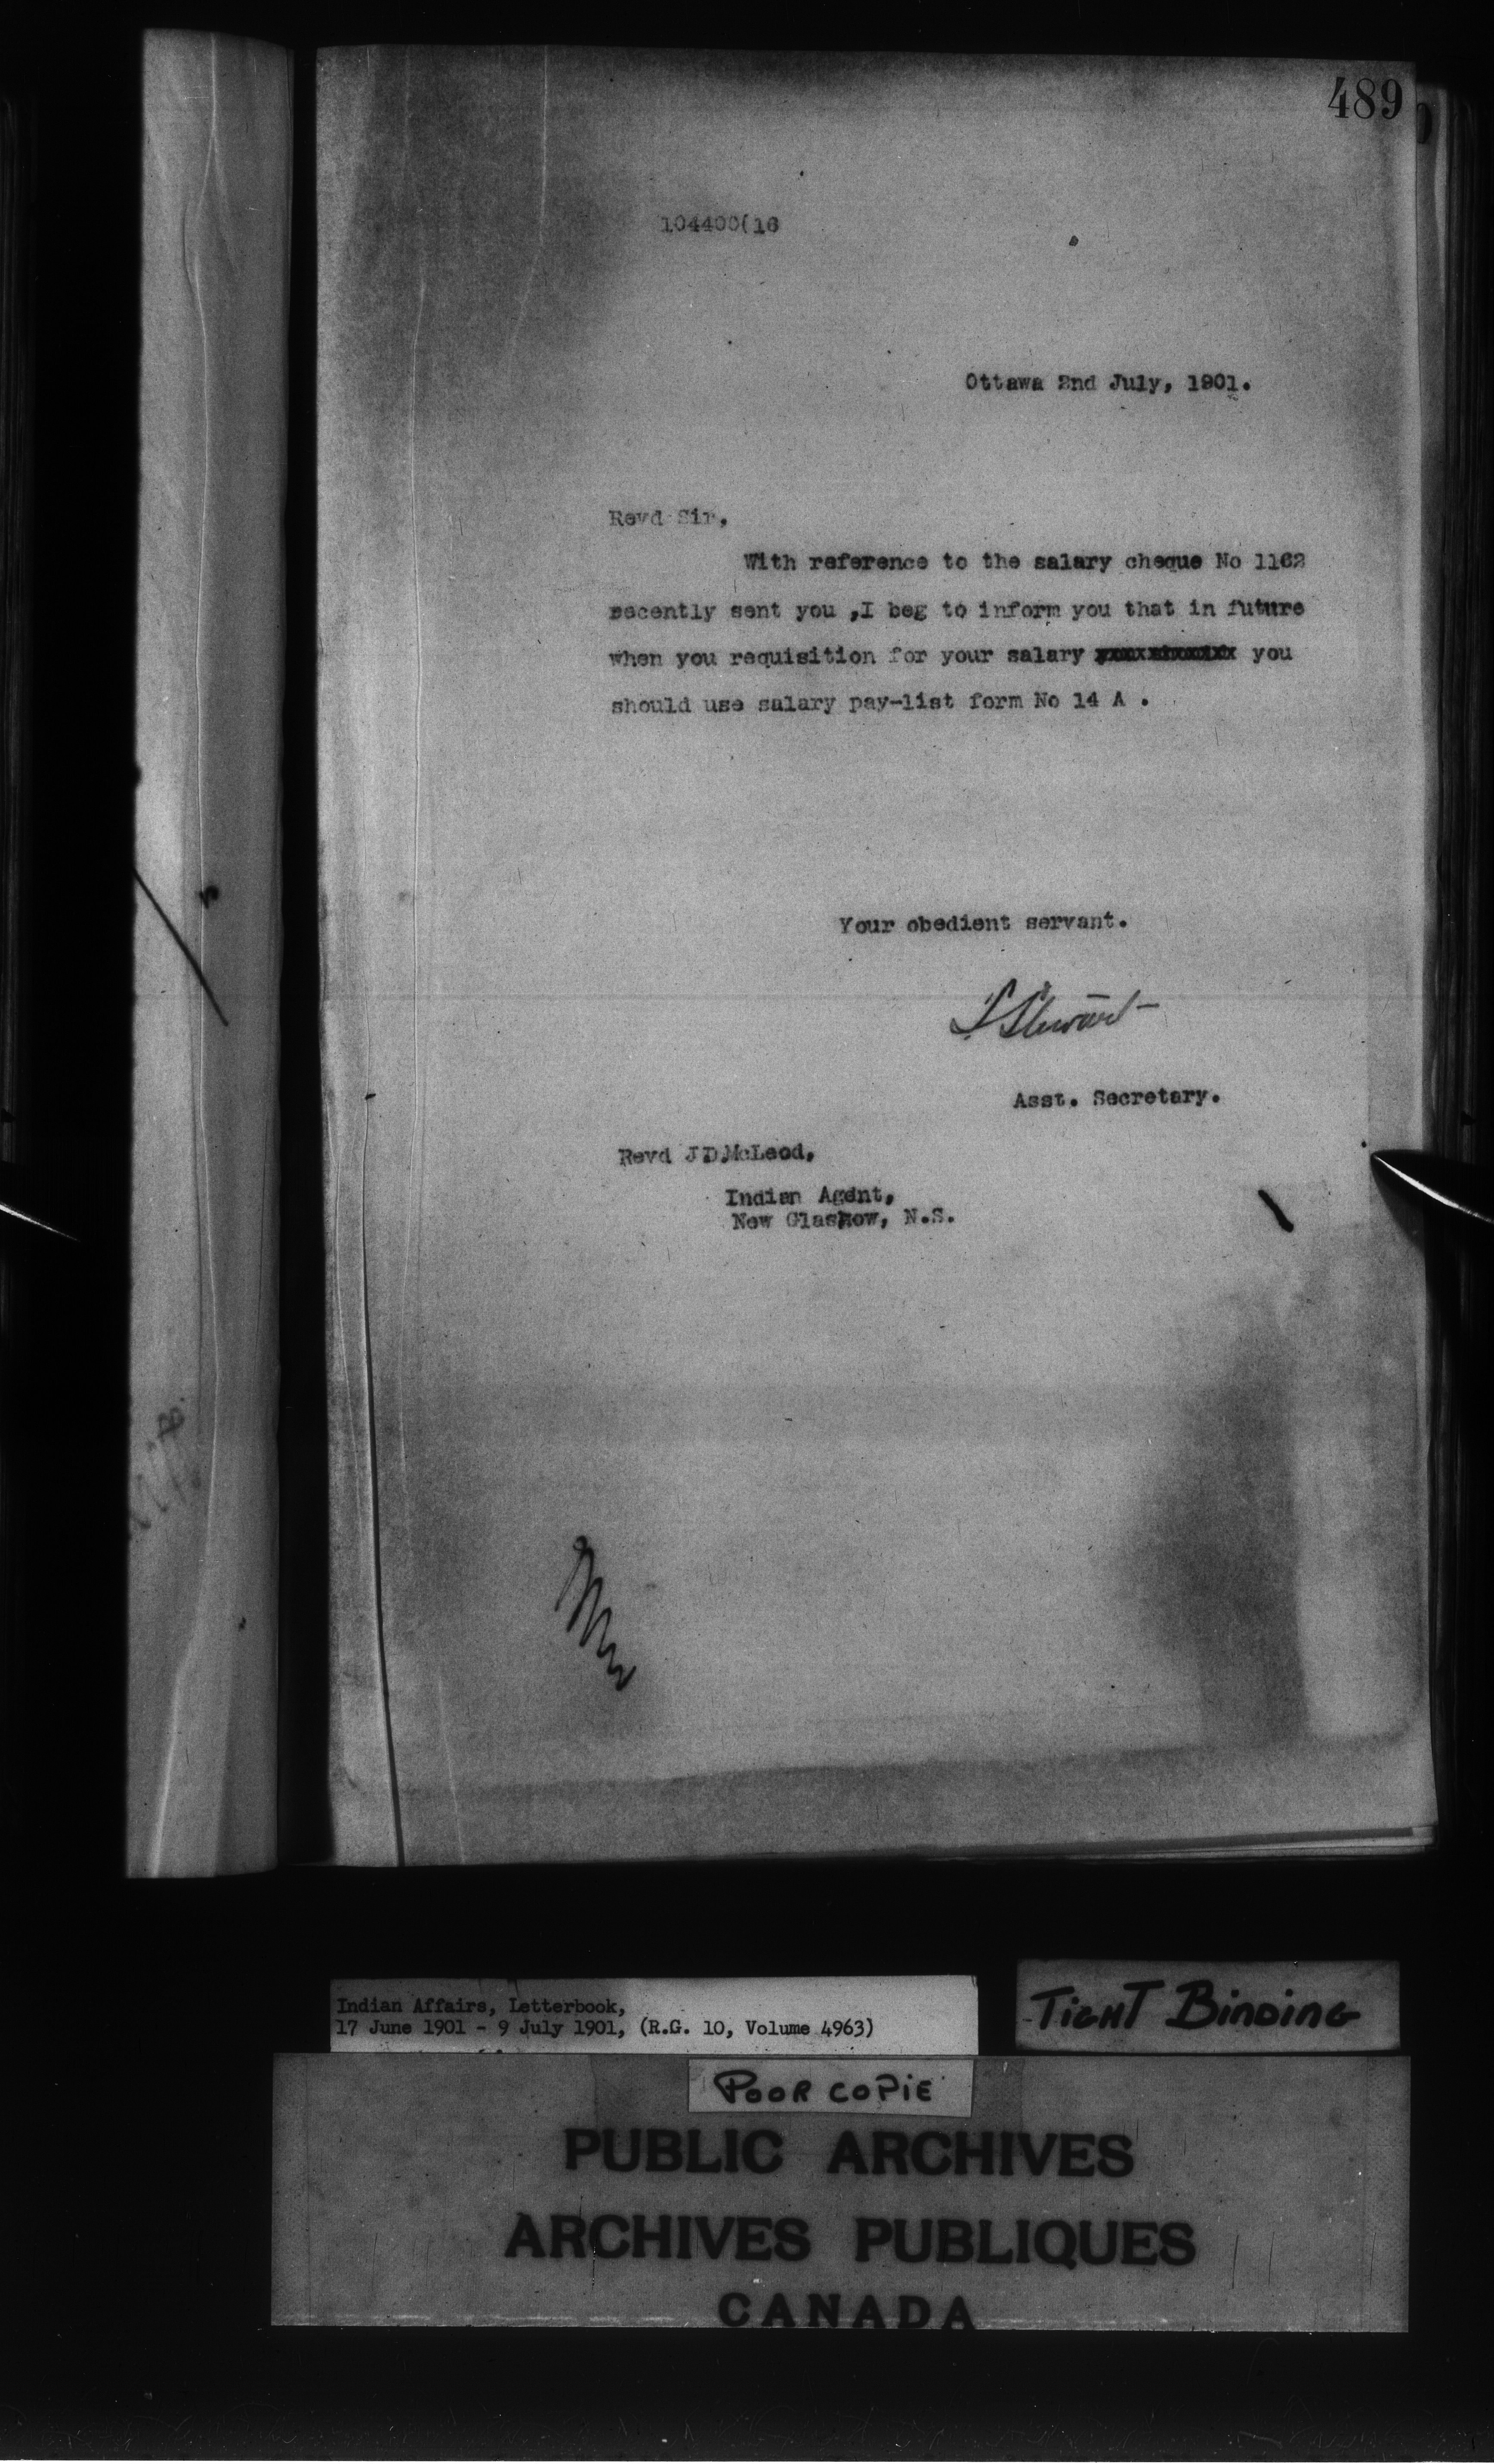 489
104400(16
Ottawa 2nd July, 1901.
Revd Sir,
With reference to the salary cheque No 1162
recently sent you ,I beg to inform you that in future
when you requisition for your salary you
should use salary pay-list form No 14 A .
Your obedient servant.
S Stewart
Asst. Secretary.
Revd J D McLeod,
Indian Agent,
New Glasgow, N.S.
Indian Affairs, Letterbook,
17 June 1901 - 9 July 1901, (R.G. 10, Volume 4963)
TIGHT BINDING
POOR COPIE
PUBLIC ARCHIVES
ARCHIVES PUBLIQUES
CANADA